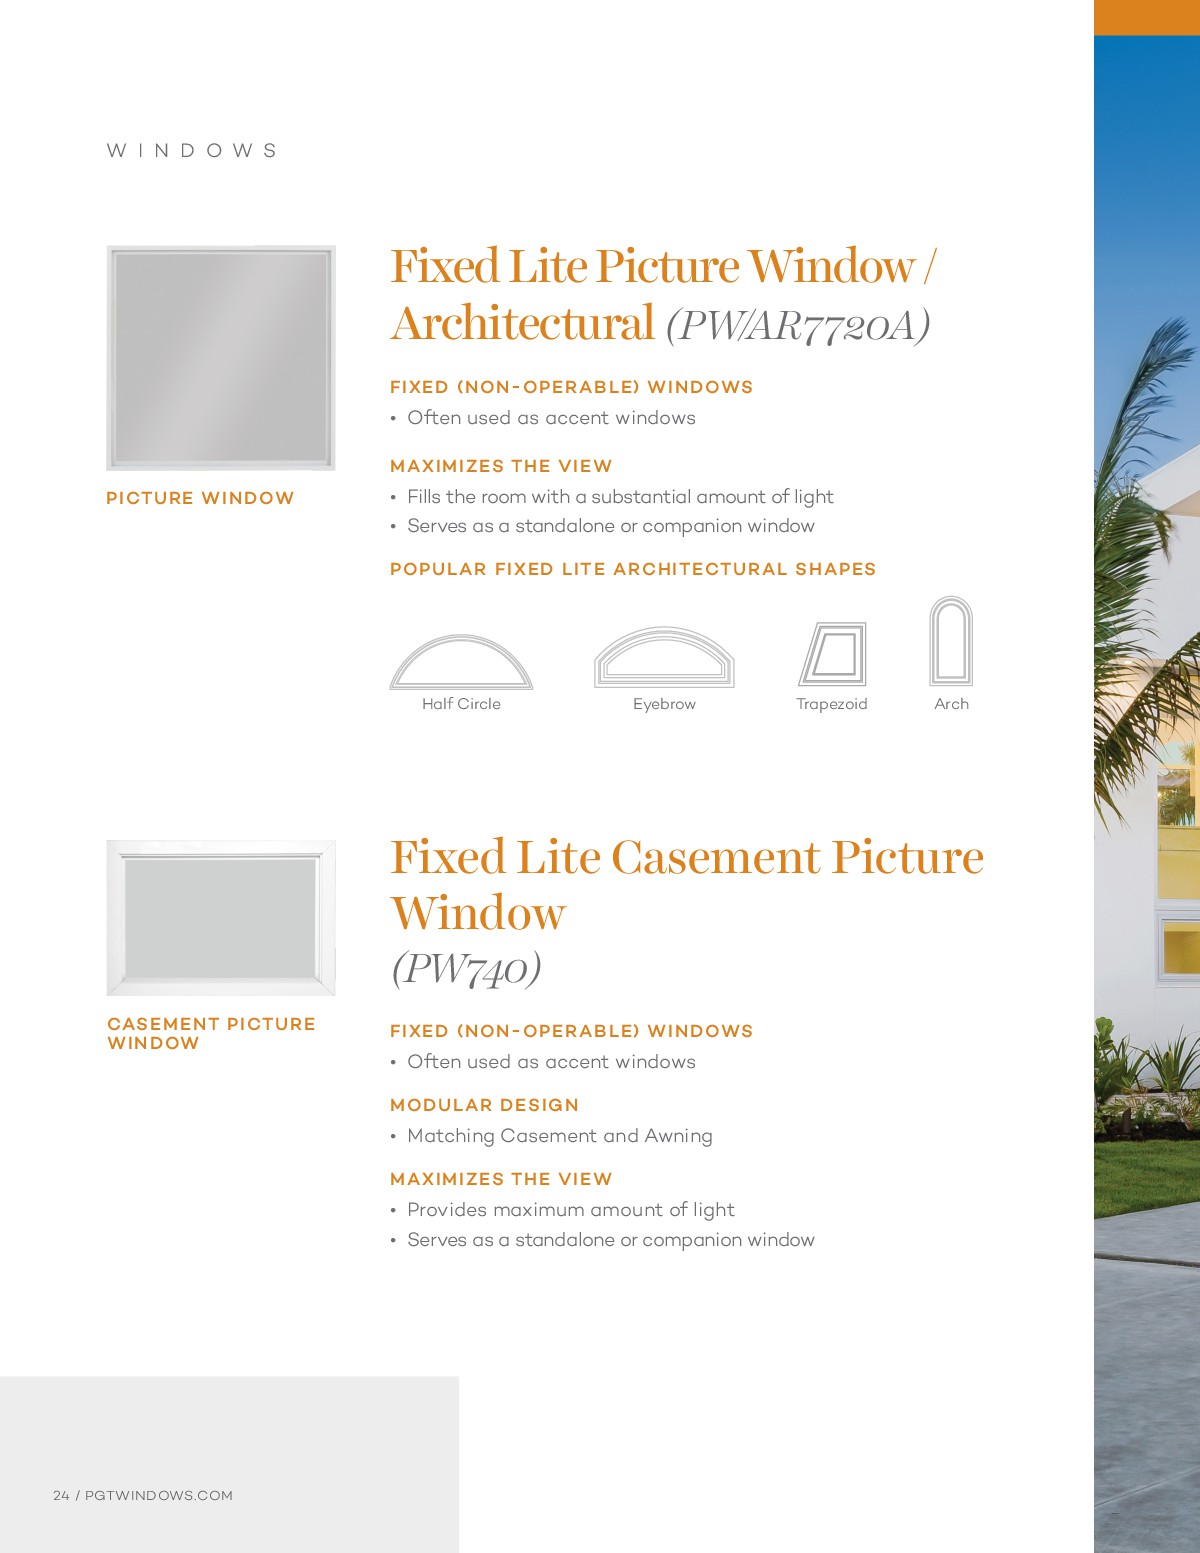 WINDOWS
PICTURE WINDOW
Fixed Lite Picture Window /
Architectural (PW/AR7720A)
FIXED (NON-OPERABLE) WINDOWS
• Often used as accent windows
MAXIMIZES THE VIEW
• Fills the room with a substantial amount of light
• Serves as a standalone or companion window
POPULAR FIXED LITE ARCHITECTURAL SHAPES
Half Circle
Eyebrow
Trapezoid
Arch
CASEMENT PICTURE
WINDOW
Fixed Lite Casement Picture
Window
(PW740)
FIXED (NON-OPERABLE) WINDOWS
• Often used as accent windows
MODULAR DESIGN
• Matching Casement and Awning
MAXIMIZES THE VIEW
• Provides maximum amount of light
• Serves as a standalone or companion window
24 / PGTWINDOWS.COM